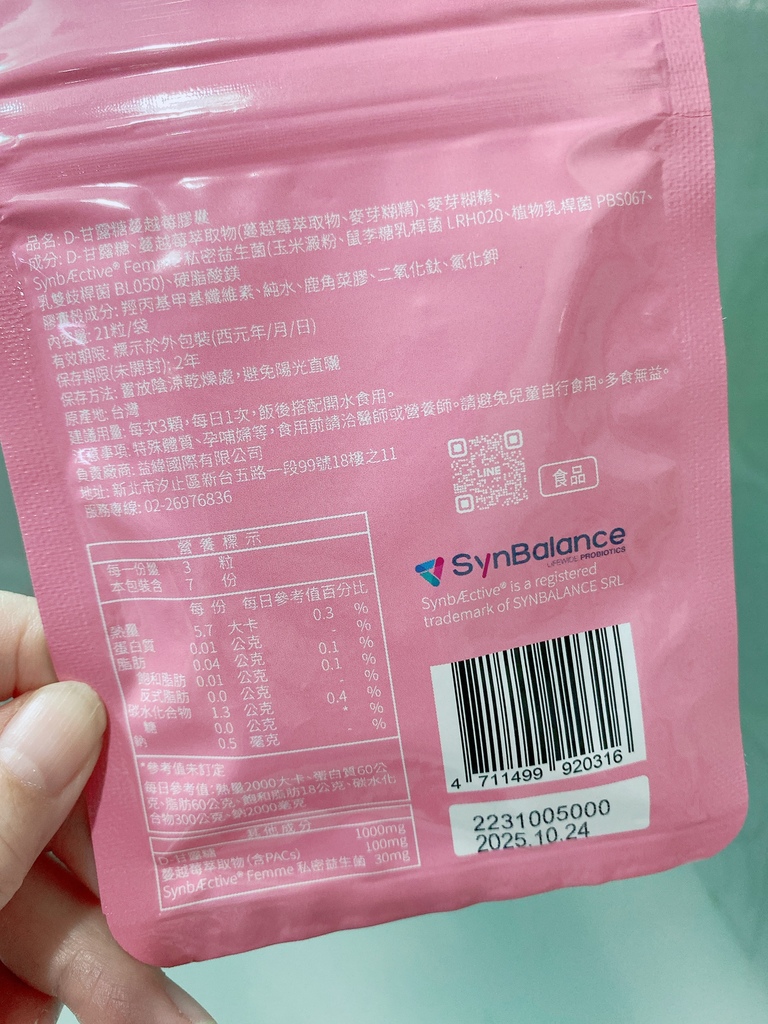 品名: D-甘露糖蔓越莓膠囊
成分: D-甘露糖、蔓越莓萃取物(蔓越莓萃取物、麥芽糊精)、麥芽糊精、
SynbÆctive® Femme 私密益生菌(玉米澱粉、鼠李糖乳桿菌 LRH020、植物乳桿菌 PBS067、
乳雙歧桿菌 BL050)、硬脂酸鎂
膠囊殼成分: 羥丙基甲基纖維素、純水、鹿角菜膠、二氧化鈦、氯化鉀
內容量: 21粒/袋
有效期限: 標示於外包裝(西元年/月/日)
保存期限(未開封): 2年
保存方法: 置放陰涼乾燥處，避免陽光直曬
原產地: 台灣
建議用量: 每次3顆，每日1次，飯後搭配開水食用。
注意事項: 特殊體質、孕哺婦等，食用前請洽醫師或營養師。請避免兒童自行食用。多食無益。
負責廠商: 益緯國際有限公司
地址: 新北市汐止區新台五路一段99號18樓之11
服務專線: 02-26976836
LINE
食品
SynBalance
LIFEWIDE PROBIOTICS
SynbÆctive® is a registered
trademark of SYNBALANCE SRL
營養標示
每一份量 3 粒
本包裝含 7 份
每份 每日參考值百分比
熱量 5.7 大卡 0.3 %
蛋白質 0.01 公克 - %
脂肪 0.04 公克 0.1 %
飽和脂肪 0.01 公克 0.1 %
反式脂肪 0.0 公克 - %
碳水化合物 1.3 公克 0.4 %
糖 0.0 公克 * %
鈉 0.5 毫克 - %
*參考值未訂定
每日參考值:熱量2000大卡、蛋白質60公
克、脂肪60公克、飽和脂肪18公克、碳水化
合物300公克、鈉2000毫克
其他成分
D-甘露糖 1000mg
蔓越莓萃取物 (含PACs) 100mg
SynbÆctive® Femme 私密益生菌 30mg
4 711499 920316
2231005000
2025.10.24